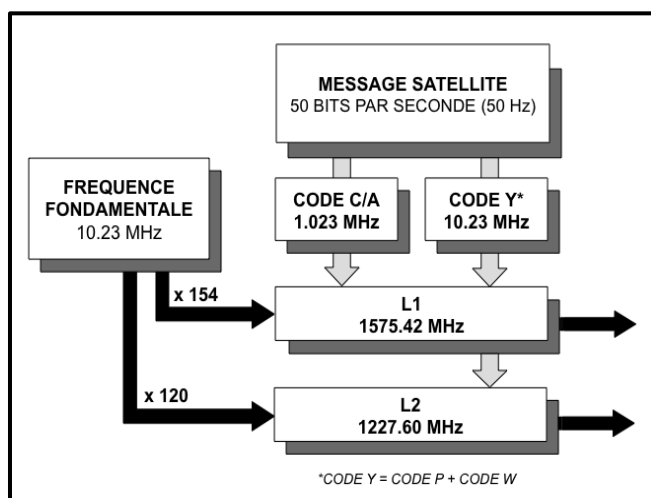 MESSAGE SATELLITE
50 BITS PAR SECONDE (50 Hz)
FREQUENCE
FONDAMENTALE
10.23 MHz
CODE C/A
1.023 MHz
CODE Y*
10.23 MHz
x 154
L1
1575.42 MHz
x 120
L2
1227.60 MHz
*CODE Y = CODE P + CODE W